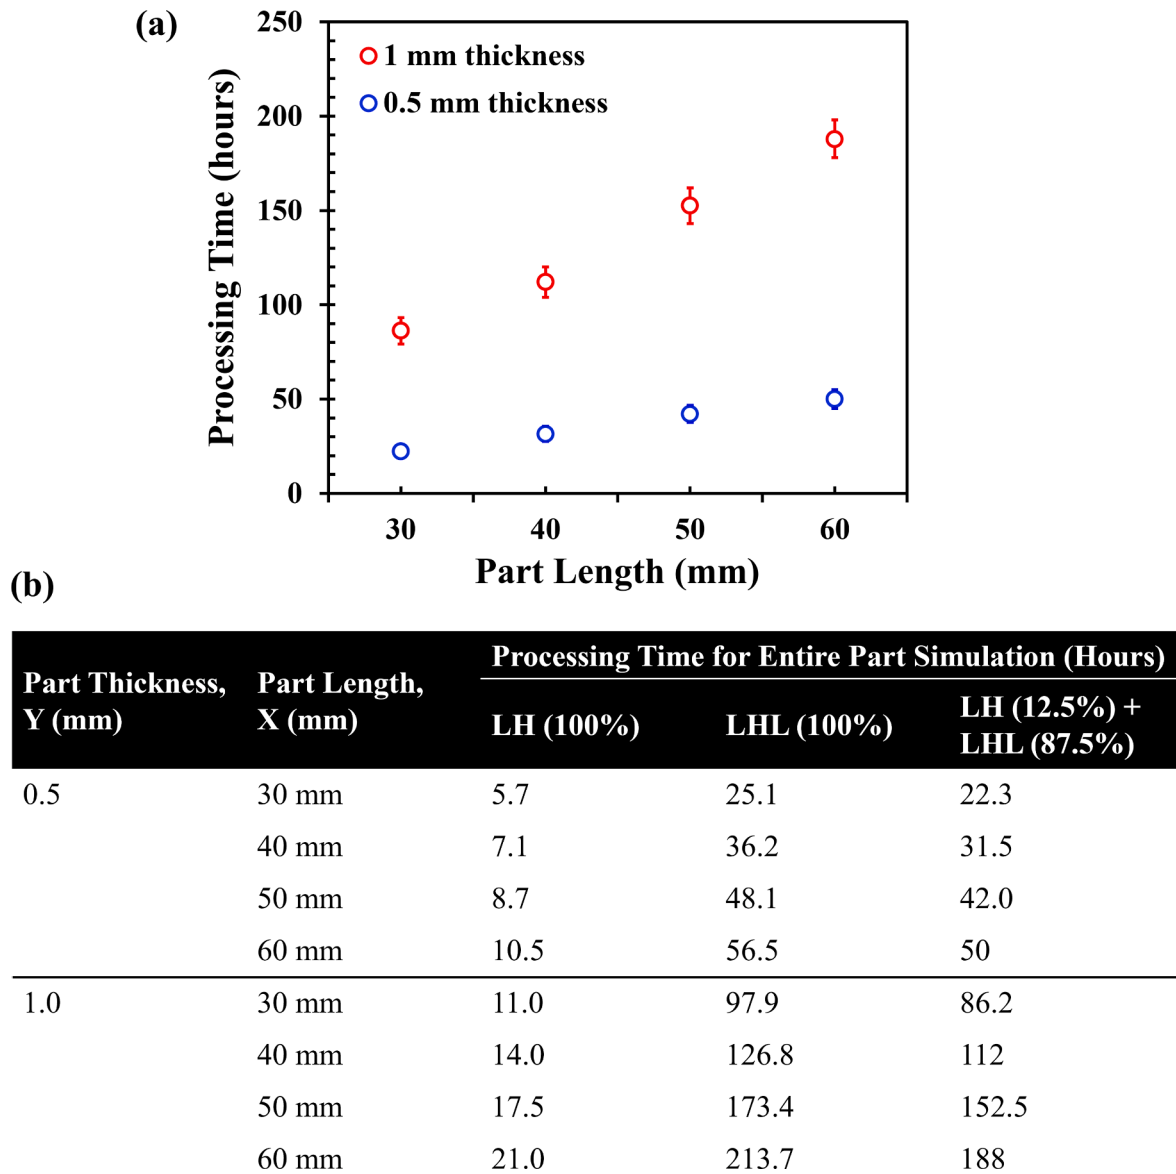 (a)
250
200
150
100
50
0
Processing Time (hours)
1 mm thickness
0.5 mm thickness
30 40 50 60
Part Length (mm)
(b)
Part Thickness, Y (mm)
Part Length, X (mm)
Processing Time for Entire Part Simulation (Hours)
LH (100%)
LHL (100%)
LH (12.5%) +
LHL (87.5%)
0.5 30 mm 5.7 25.1 22.3
40 mm 7.1 36.2 31.5
50 mm 8.7 48.1 42.0
60 mm 10.5 56.5 50
1.0 30 mm 11.0 97.9 86.2
40 mm 14.0 126.8 112
50 mm 17.5 173.4 152.5
60 mm 21.0 213.7 188